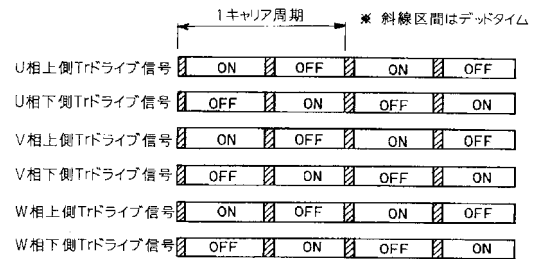 1キャリア周期
※ 斜線区間はデッドタイム
U相上側Trドライブ信号 ON OFF ON OFF
U相下側Trドライブ信号 OFF ON OFF ON
V相上側Trドライブ信号 ON OFF ON OFF
V相下側Trドライブ信号 OFF ON OFF ON
W相上側Trドライブ信号 ON OFF ON OFF
W相下側Trドライブ信号 OFF ON OFF ON